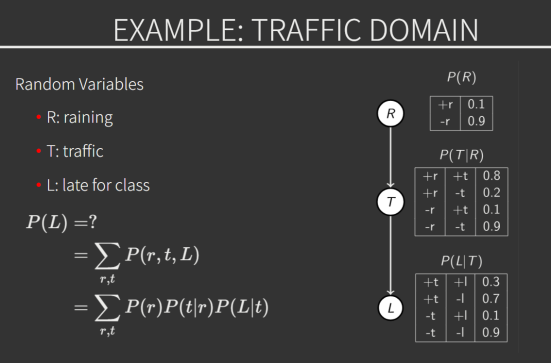 EXAMPLE: TRAFFIC DOMAIN
Random Variables
• R: raining
• T: traffic
• L: late for class
P(L) =?
= ∑_{r,t} P(r, t, L)
= ∑_{r,t} P(r)P(t|r)P(L|t)
R
T
L
P(R)
+r 0.1
-r 0.9
P(T|R)
+r +t 0.8
+r -t 0.2
-r +t 0.1
-r -t 0.9
P(L|T)
+t +l 0.3
+t -l 0.7
-t +l 0.1
-t -l 0.9